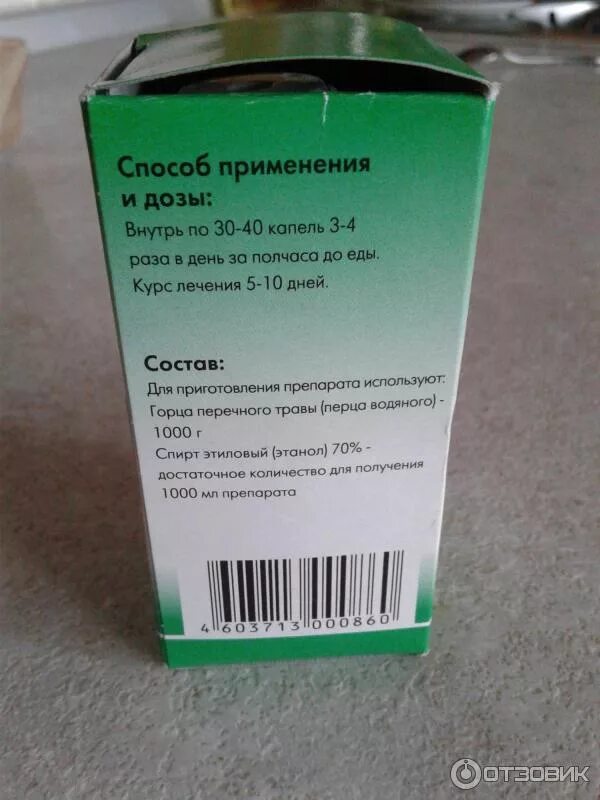 Способ применения
и дозы:
Внутрь по 30-40 капель 3-4
раза в день за полчаса до еды.
Курс лечения 5-10 дней.
Состав:
Для приготовления препарата используют:
Горца перечного травы (перца водяного) -
1000 г
Спирт этиловый (этанол) 70% -
достаточное количество для получения
1000 мл препарата
4 603713 000860
ОТЗОВИК